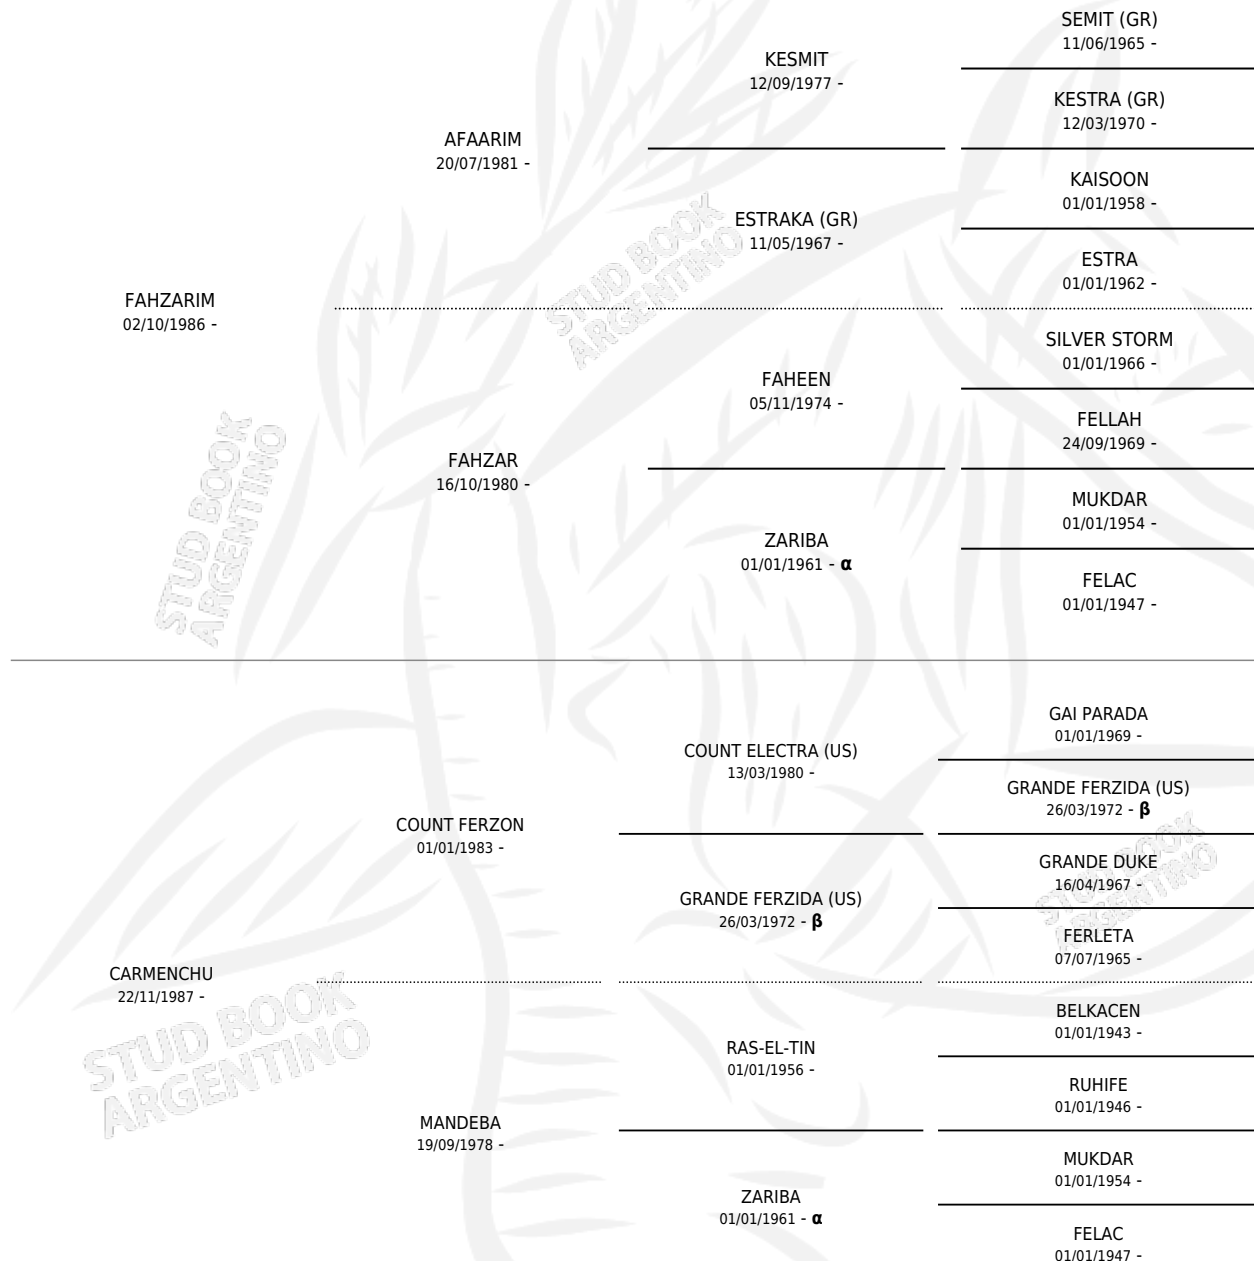 SEMIT (GR)
11/06/1965 -
KESMIT
12/09/1977 -
KESTRA (GR)
12/03/1970 -
AFAARIM
20/07/1981 -
KAISOON
01/01/1958 -
ESTRAKA (GR)
11/05/1967 -
ESTRA
01/01/1962 -
FAHZARIM
02/10/1986 -
SILVER STORM
01/01/1966 -
FAHEEN
05/11/1974 -
FELLAH
24/09/1969 -
FAHZAR
16/10/1980 -
MUKDAR
01/01/1954 -
ZARIBA
01/01/1961 - α
FELAC
01/01/1947 -
GAI PARADA
01/01/1969 -
COUNT ELECTRA (US)
13/03/1980 -
GRANDE FERZIDA (US)
26/03/1972 - β
COUNT FERZON
01/01/1983 -
GRANDE DUKE
16/04/1967 -
GRANDE FERZIDA (US)
26/03/1972 - β
FERLETA
07/07/1965 -
CARMENCHU
22/11/1987 -
BELKACEN
01/01/1943 -
RAS-EL-TIN
01/01/1956 -
RUHIFE
01/01/1946 -
MANDEBA
19/09/1978 -
MUKDAR
01/01/1954 -
ZARIBA
01/01/1961 - α
FELAC
01/01/1947 -
STUD BOOK
ARGENTINO
STUD BOOK
ARGENTINO
STUD BOOK
ARGENTINO
STUD BOOK
ARGENTINO